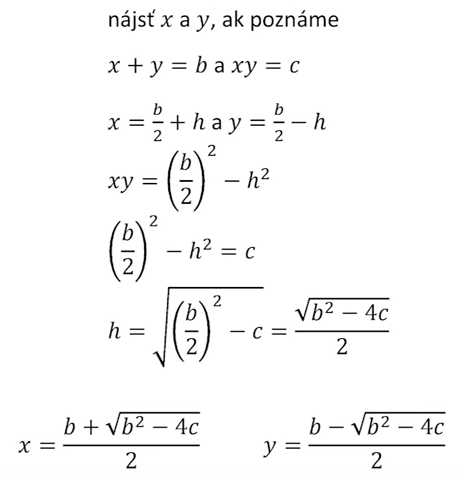 nájsť x a y, ak poznáme
x + y = b a xy = c
x = b/2 + h a y = b/2 − h
xy = (b/2)² − h²
(b/2)² − h² = c
h = √((b/2)² − c) = √(b² − 4c)/2
x = (b + √(b² − 4c))/2 y = (b − √(b² − 4c))/2